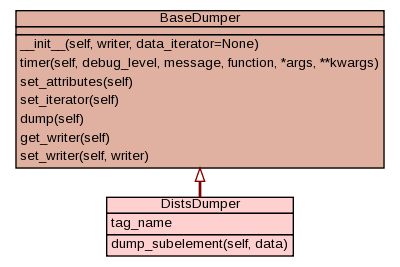 BaseDumper
__init__(self, writer, data_iterator=None)
timer(self, debug_level, message, function, *args, **kwargs)
set_attributes(self)
set_iterator(self)
dump(self)
get_writer(self)
set_writer(self, writer)
DistsDumper
tag_name
dump_subelement(self, data)